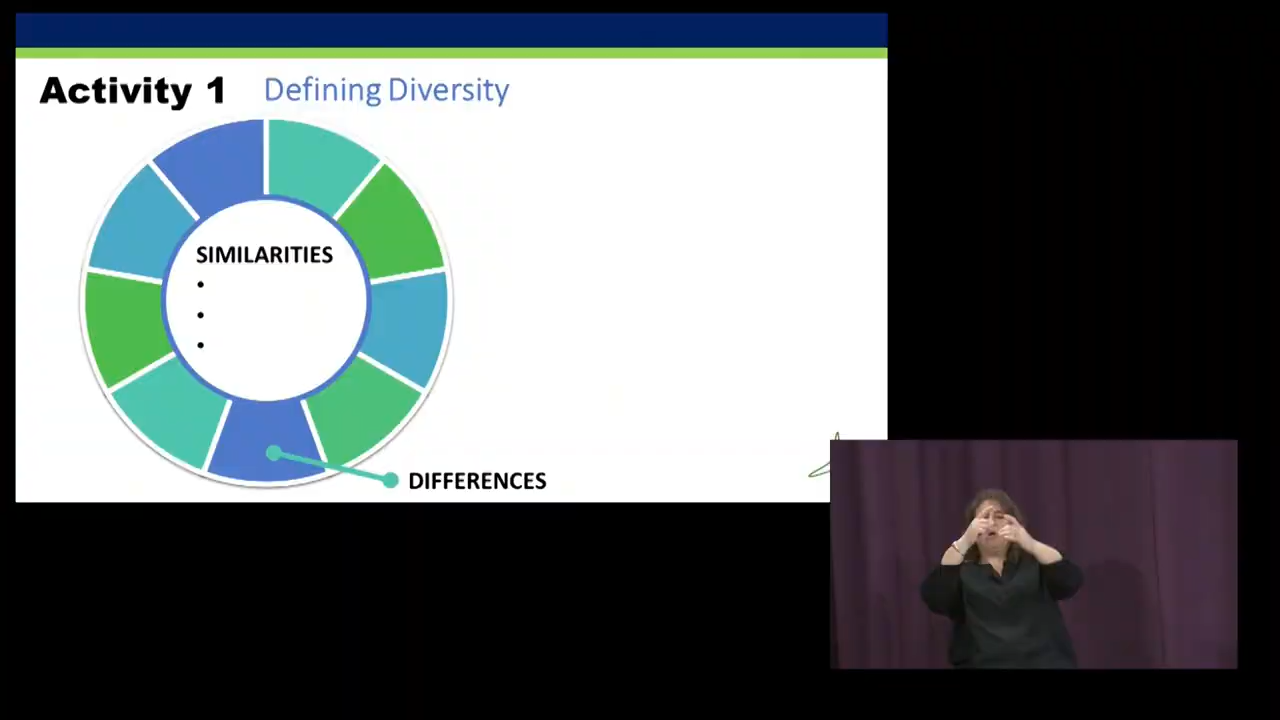 Activity 1 Defining Diversity
SIMILARITIES
•
•
•
DIFFERENCES